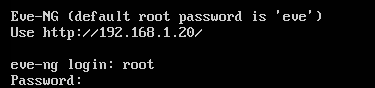 Eve-NG (default root password is 'eve')
Use http://192.168.1.20/
eve-ng login: root
Password: